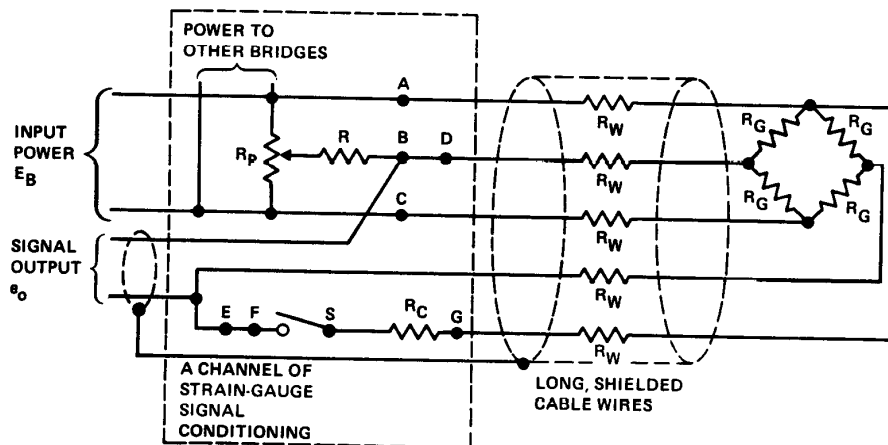 POWER TO
OTHER BRIDGES
A
INPUT
POWER
E_B
R_P
R
B
D
C
R_W
R_W
R_W
R_W
R_W
R_G
R_G
R_G
R_G
SIGNAL
OUTPUT
e_o
E
F
S
R_C
G
A CHANNEL OF
STRAIN-GAUGE
SIGNAL
CONDITIONING
LONG, SHIELDED
CABLE WIRES